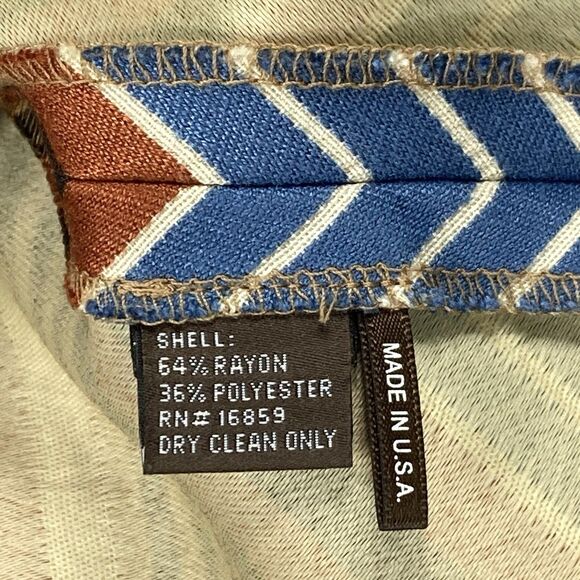 SHELL:
64% RAYON
36% POLYESTER
RN# 16859
DRY CLEAN ONLY
MADE IN U.S.A.